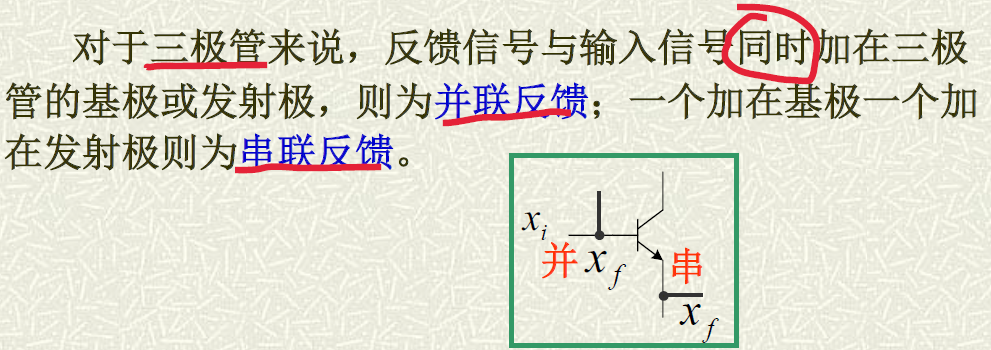 对于三极管来说，反馈信号与输入信号同时加在三极
管的基极或发射极，则为并联反馈；一个加在基极一个加
在发射极则为串联反馈。
x_i
并 x_f 串
x_f